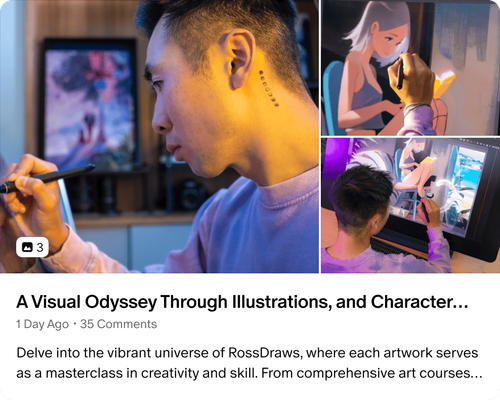 3
A Visual Odyssey Through Illustrations, and Character...
1 Day Ago • 35 Comments
Delve into the vibrant universe of RossDraws, where each artwork serves
as a masterclass in creativity and skill. From comprehensive art courses...